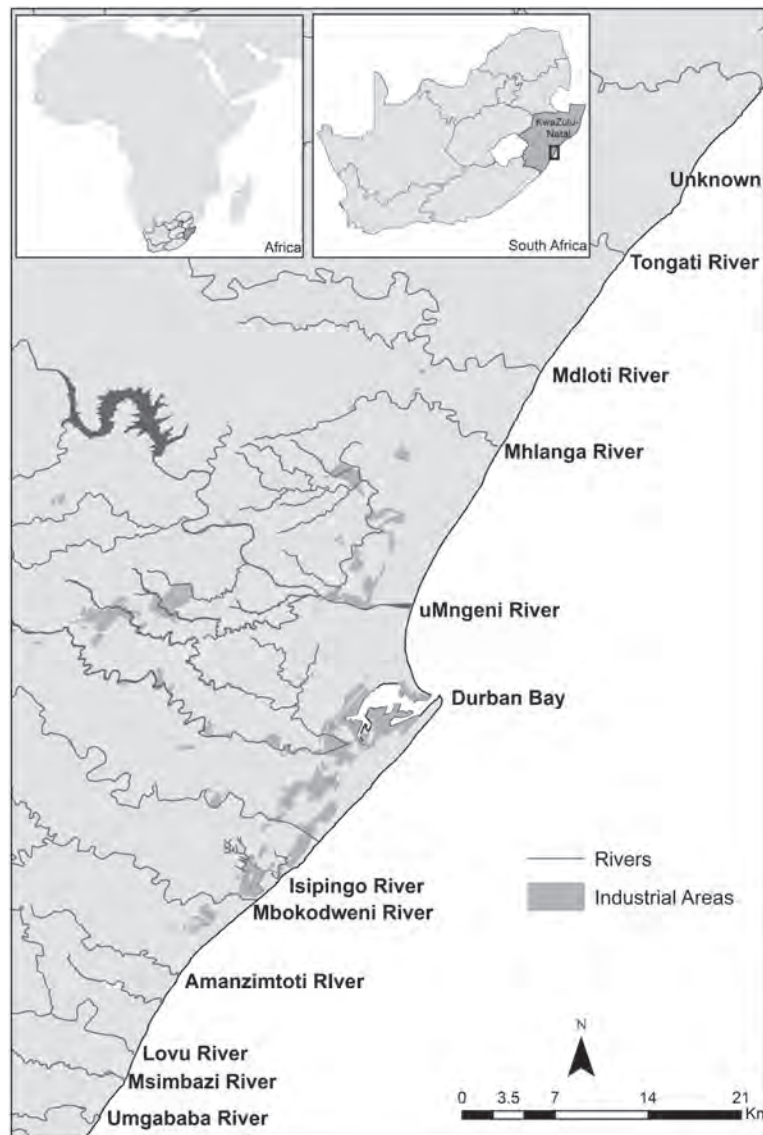 Africa
KwaZulu-
Natal
South Africa
Unknown
Tongati River
Mdloti River
Mhlanga River
uMngeni River
Durban Bay
Isipingo River
Mbokodweni River
Amanzimtoti RIver
Lovu River
Msimbazi River
Umgababa River
Rivers
Industrial Areas
N
0 3.5 7 14 21
Km